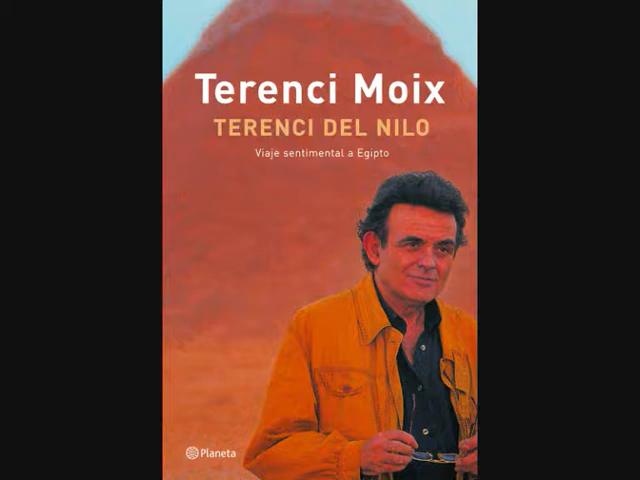 Terenci Moix
TERENCI DEL NILO
Viaje sentimental a Egipto
Planeta